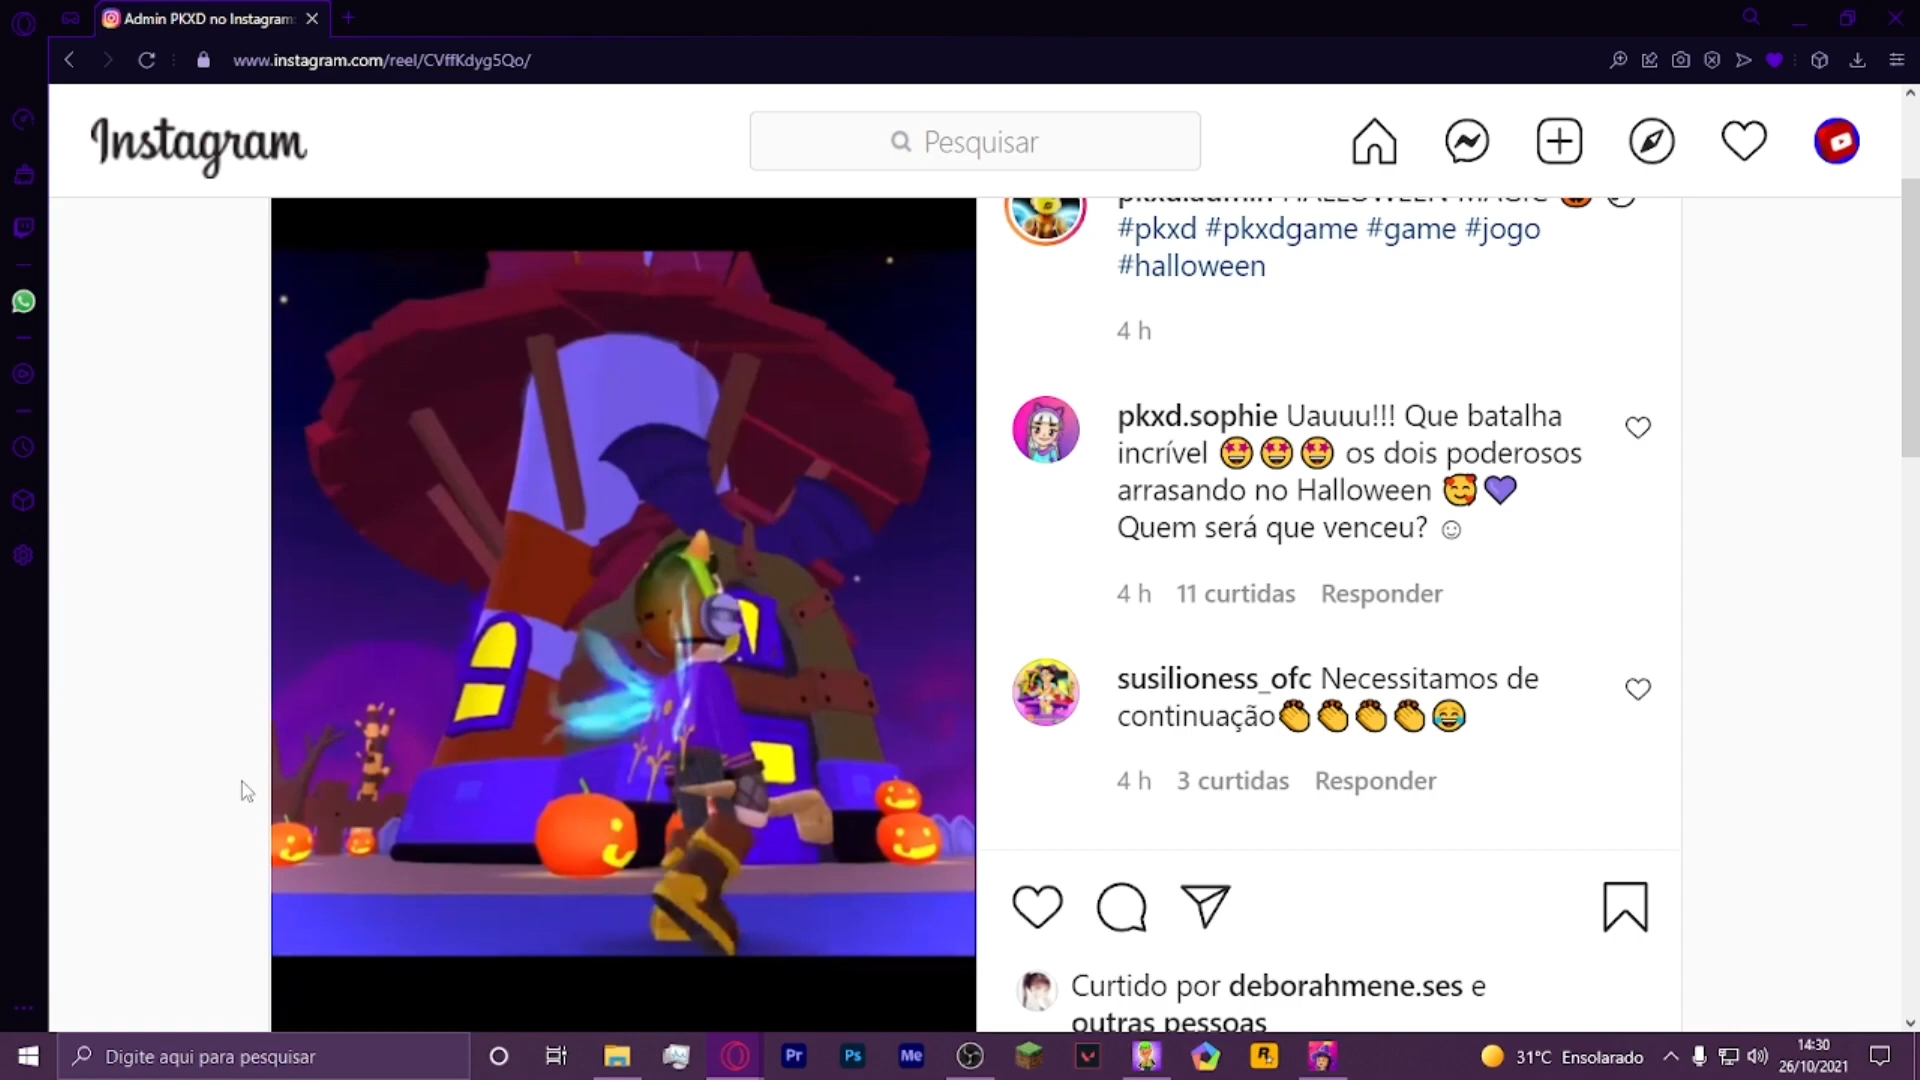 Admin PKXD no Instagram:
www.instagram.com/reel/CVffKdyg5Qo/
Instagram
Pesquisar
#pkxd #pkxdgame #game #jogo
#halloween
4 h
pkxd.sophie Uauuu!!! Que batalha
incrível 🤩🤩🤩 os dois poderosos
arrasando no Halloween 🥰💜
Quem será que venceu? ☺
4 h 11 curtidas Responder
susilioness_ofc Necessitamos de
continuação👏👏👏👏😂
4 h 3 curtidas Responder
Curtido por deborahmene.ses e
outras pessoas
Digite aqui para pesquisar
Pr
Ps
Me
31°C Ensolarado
14:30
26/10/2021